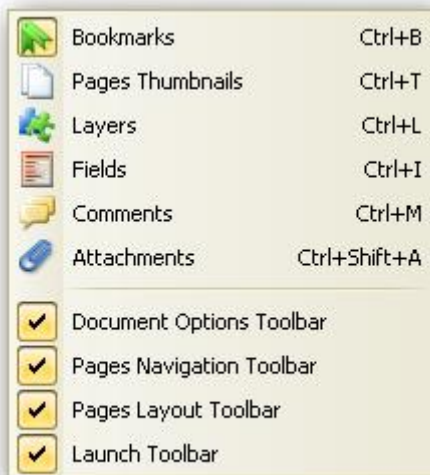 Bookmarks Ctrl+B
Pages Thumbnails Ctrl+T
Layers Ctrl+L
Fields Ctrl+I
Comments Ctrl+M
Attachments Ctrl+Shift+A
Document Options Toolbar
Pages Navigation Toolbar
Pages Layout Toolbar
Launch Toolbar